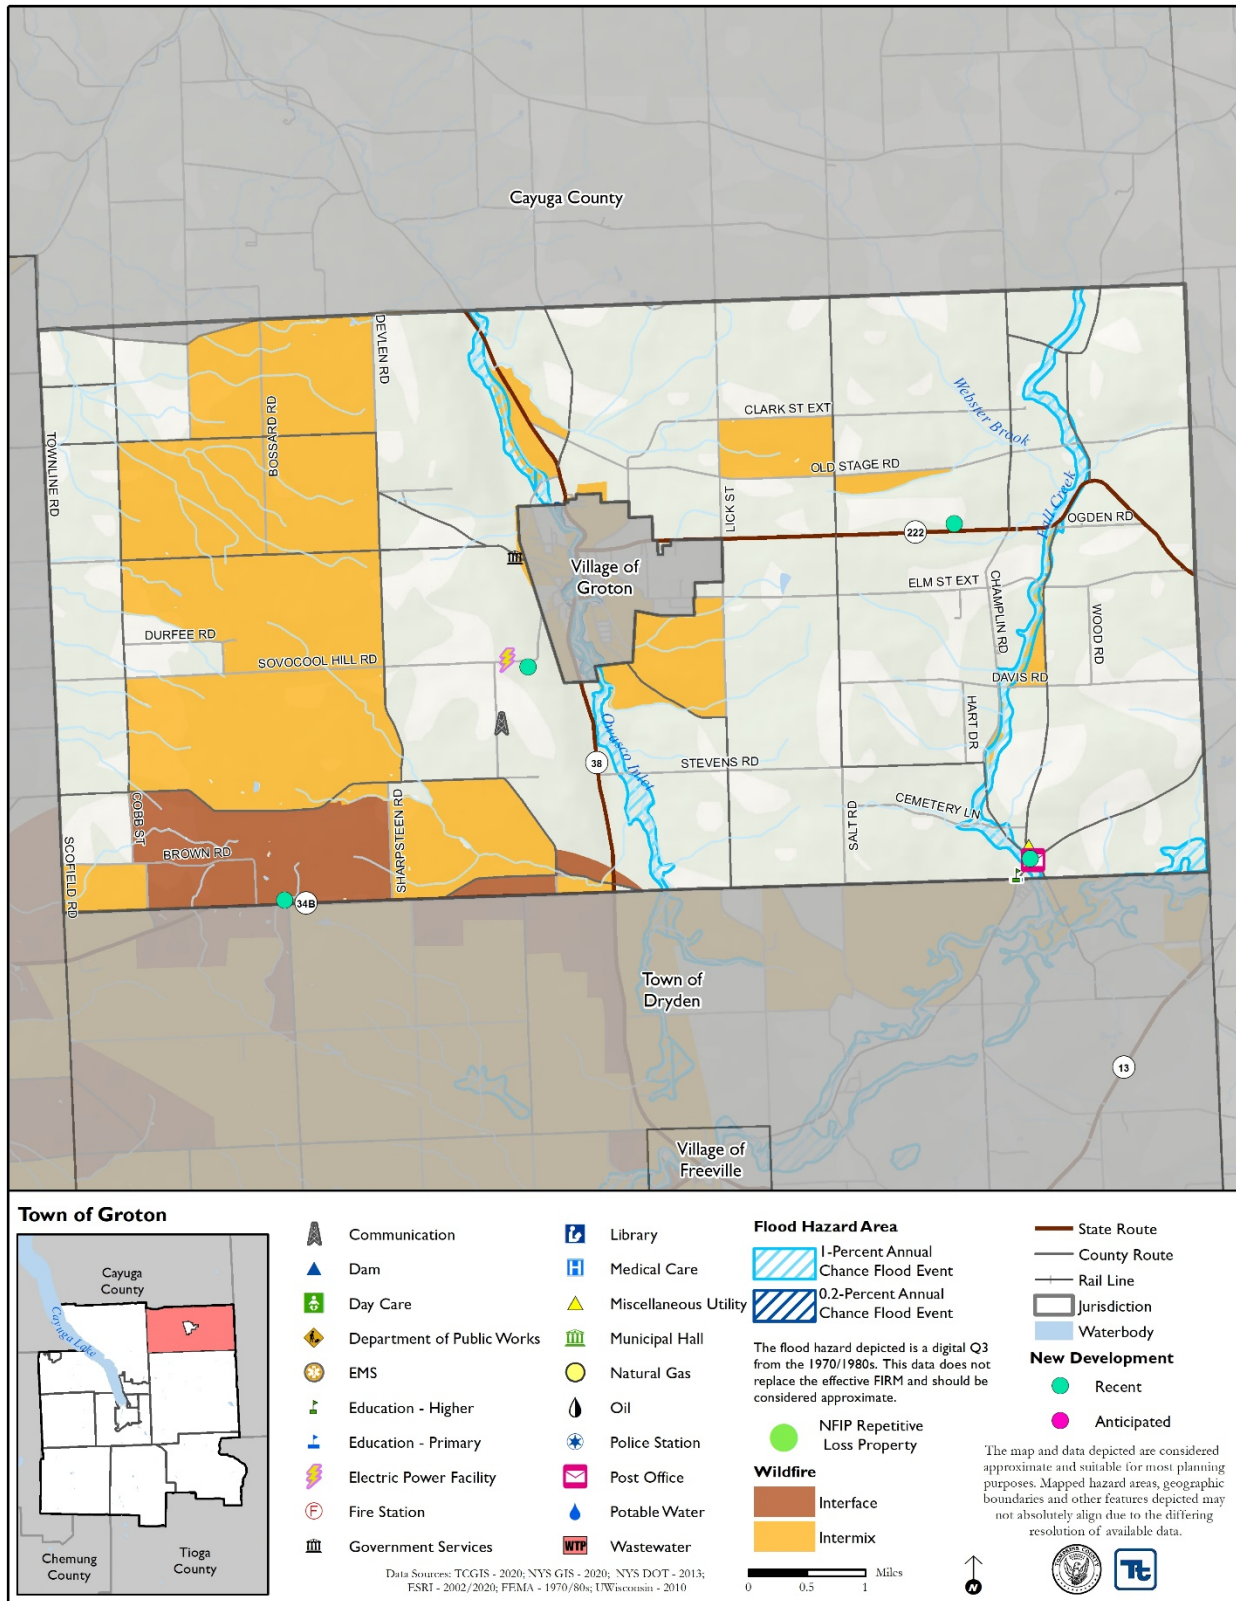 Cayuga County
DEVLEN RD
BOSSARD RD
TOWNLINE RD
CLARK ST EXT
Webster Brook
OLD STAGE RD
LICK ST
Fall Creek
OGDEN RD
222
Village of
Groton
ELM ST EXT
CHAMPLIN RD
WOOD RD
DURFEE RD
SOVOCOOL HILL RD
DAVIS RD
HART DR
Owasco Inlet
38
STEVENS RD
CEMETERY LN
SALT RD
COBB ST
SHARPSTEEN RD
BROWN RD
SCOFIELD RD
34B
Town of
Dryden
13
Village of
Freeville
Town of Groton
Cayuga
County
Cayuga Lake
Chemung
County
Tioga
County
Communication
Dam
Day Care
Department of Public Works
EMS
Education - Higher
Education - Primary
Electric Power Facility
F
Fire Station
Government Services
Library
H
Medical Care
Miscellaneous Utility
Municipal Hall
Natural Gas
Oil
Police Station
Post Office
Potable Water
WTP
Wastewater
Data Sources: TCGIS - 2020; NYS GIS - 2020; NYS DOT - 2013;
ESRI - 2002/2020; FEMA - 1970/80s; UWisconsin - 2010
Flood Hazard Area
1-Percent Annual
Chance Flood Event
0.2-Percent Annual
Chance Flood Event
The flood hazard depicted is a digital Q3
from the 1970/1980s. This data does not
replace the effective FIRM and should be
considered approximate.
NFIP Repetitive
Loss Property
Wildfire
Interface
Intermix
Miles
0 0.5 1
State Route
County Route
Rail Line
Jurisdiction
Waterbody
New Development
Recent
Anticipated
The map and data depicted are considered
approximate and suitable for most planning
purposes. Mapped hazard areas, geographic
boundaries and other features depicted may
not absolutely align due to the differing
resolution of available data.
N
TOMPKINS COUNTY
Tt